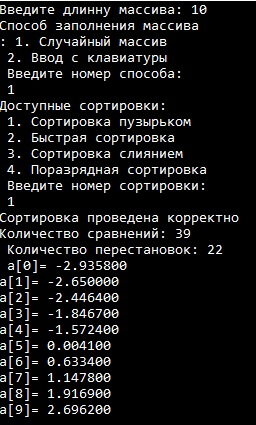 Введите длинну массива: 10
Способ заполнения массива
: 1. Случайный массив
2. Ввод с клавиатуры
Введите номер способа:
1
Доступные сортировки:
1. Сортировка пузырьком
2. Быстрая сортировка
3. Сортировка слиянием
4. Поразрядная сортировка
Введите номер сортировки:
1
Сортировка проведена корректно
Количество сравнений: 39
Количество перестановок: 22
a[0]= -2.935800
a[1]= -2.650000
a[2]= -2.446400
a[3]= -1.846700
a[4]= -1.572400
a[5]= 0.004100
a[6]= 0.633400
a[7]= 1.147800
a[8]= 1.916900
a[9]= 2.696200